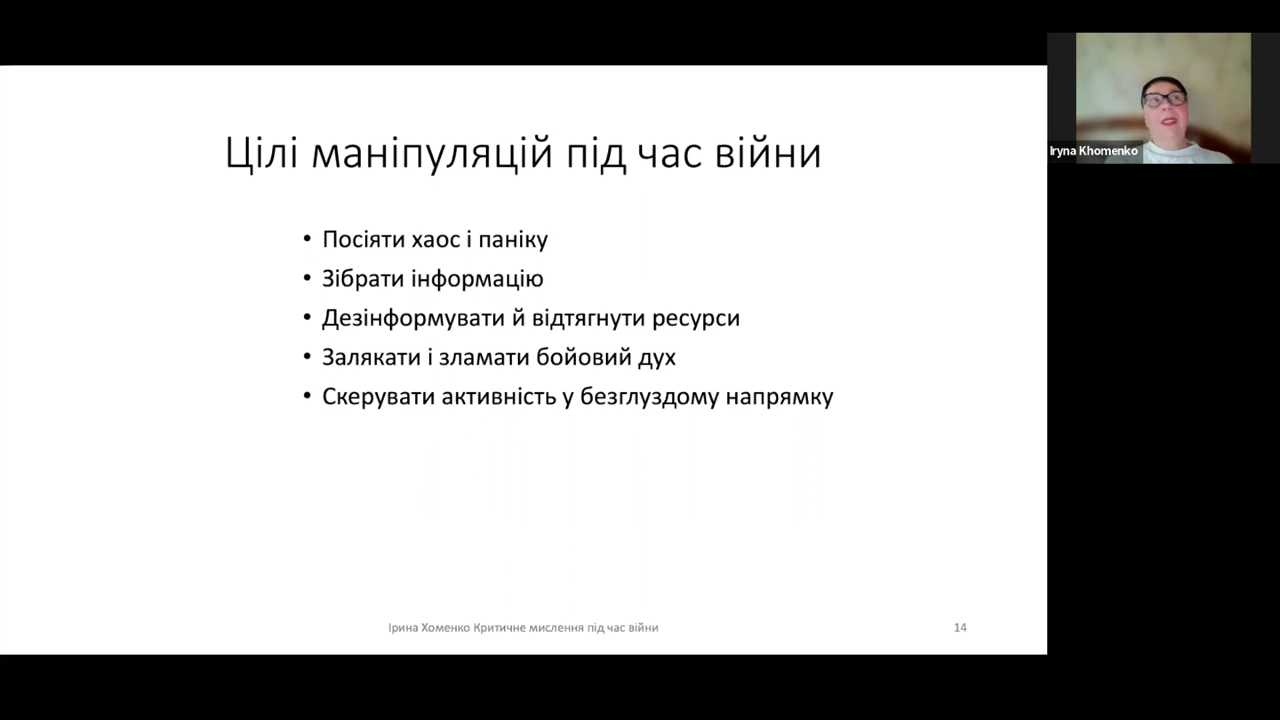 Цілі маніпуляцій під час війни
• Посіяти хаос і паніку
• Зібрати інформацію
• Дезінформувати й відтягнути ресурси
• Залякати і зламати бойовий дух
• Скерувати активність у безглуздому напрямку
Ірина Хоменко Критичне мислення під час війни
14
Iryna Khomenko